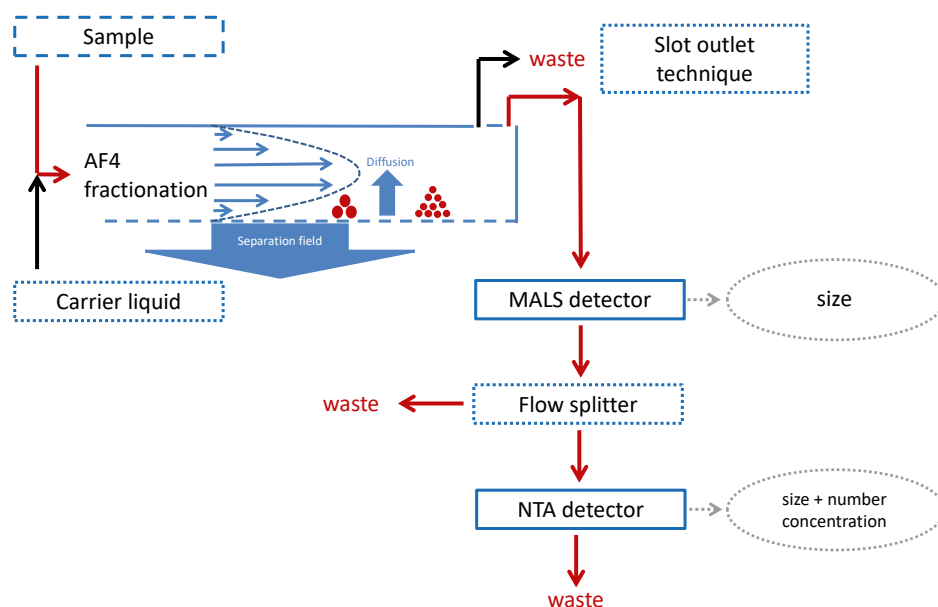 Sample
waste
Slot outlet
technique
AF4
fractionation
Diffusion
Separation field
Carrier liquid
MALS detector
size
waste
Flow splitter
NTA detector
size + number
concentration
waste